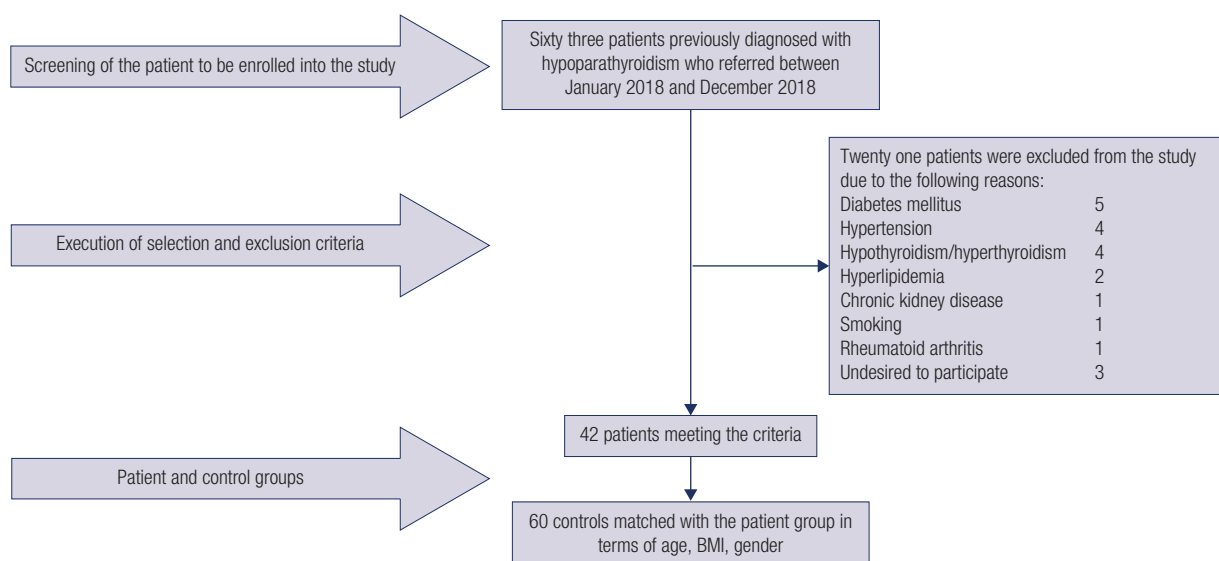 Screening of the patient to be enrolled into the study
Sixty three patients previously diagnosed with
hypoparathyroidism who referred between
January 2018 and December 2018
Twenty one patients were excluded from the study
due to the following reasons:
Diabetes mellitus 5
Hypertension 4
Hypothyroidism/hyperthyroidism 4
Hyperlipidemia 2
Chronic kidney disease 1
Smoking 1
Rheumatoid arthritis 1
Undesired to participate 3
Execution of selection and exclusion criteria
42 patients meeting the criteria
Patient and control groups
60 controls matched with the patient group in
terms of age, BMI, gender